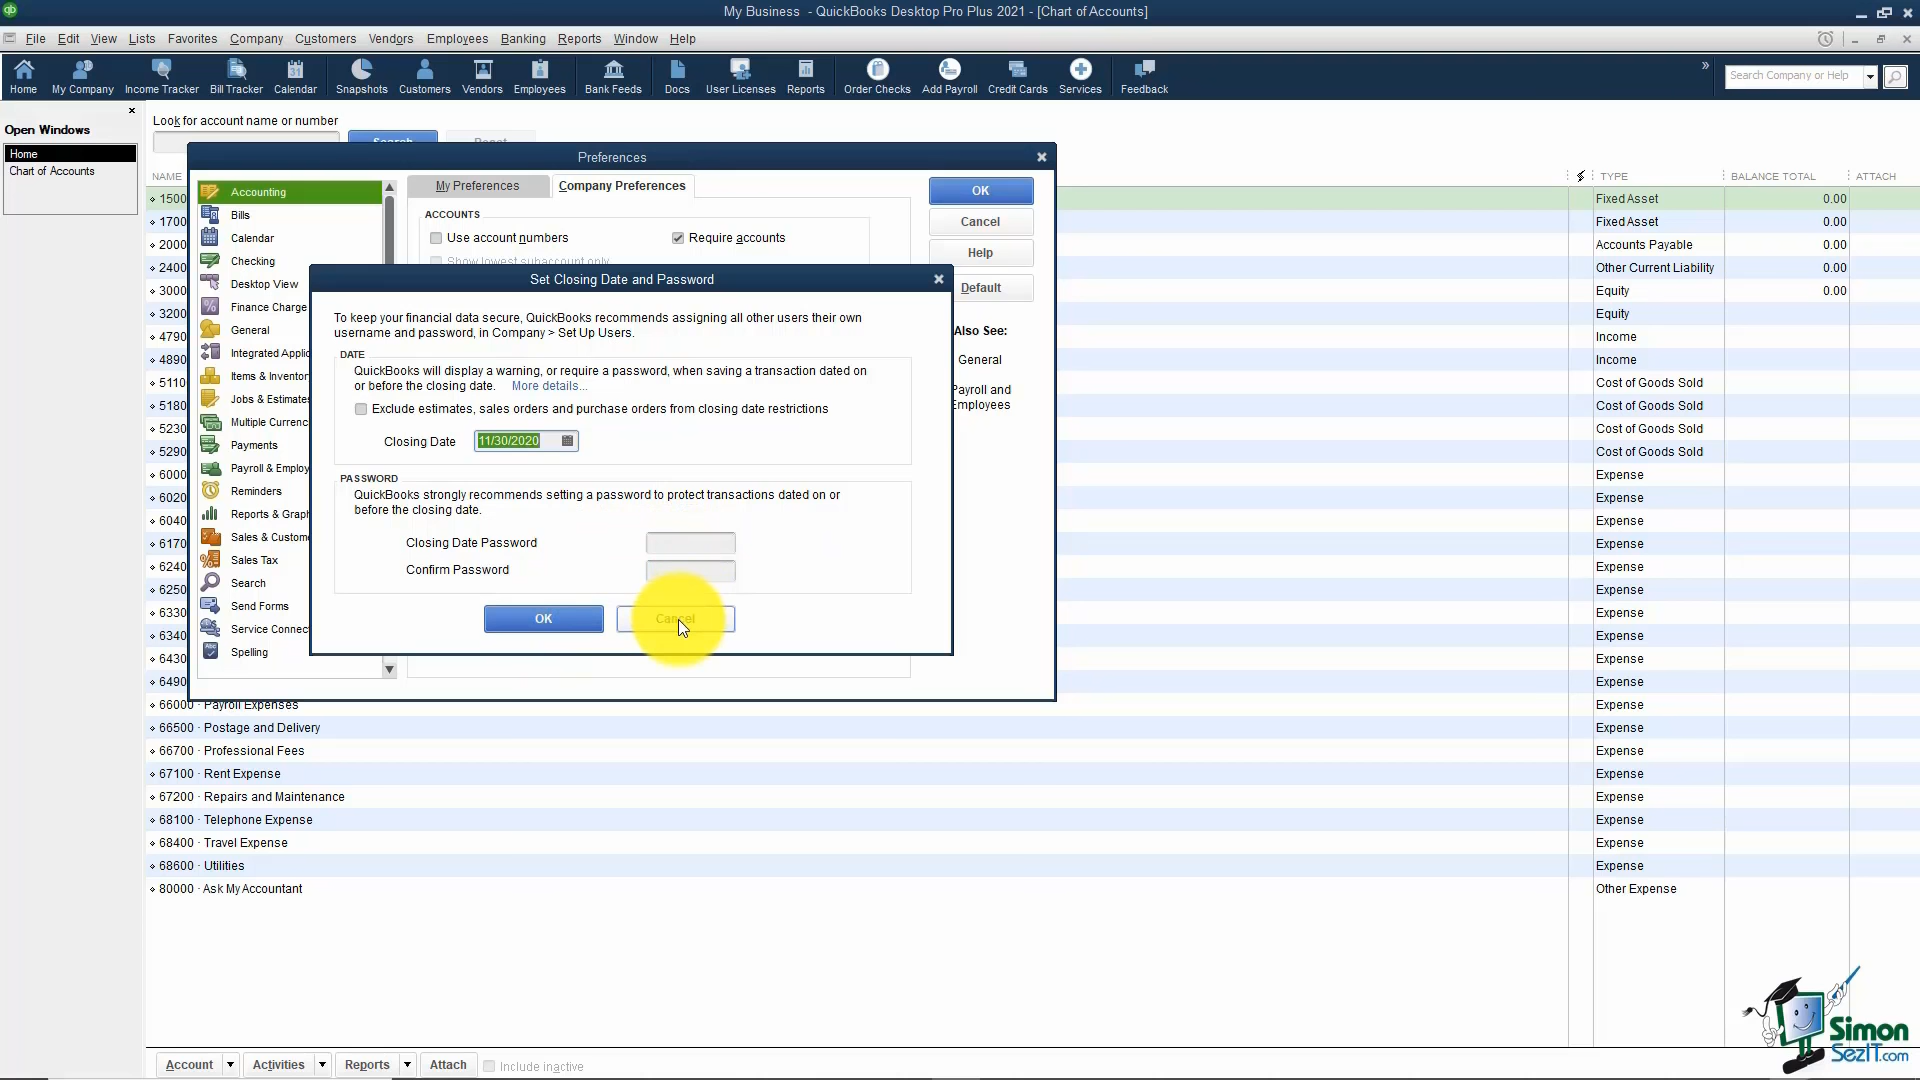 My Business - QuickBooks Desktop Pro Plus 2021 - [Chart of Accounts]
File Edit View Lists Favorites Company Customers Vendors Employees Banking Reports Window Help
Home My Company Income Tracker Bill Tracker Calendar Snapshots Customers Vendors Employees Bank Feeds Docs User Licenses Reports Order Checks Add Payroll Credit Cards Services Feedback
Search Company or Help
Open Windows
Home
Chart of Accounts
Look for account name or number
Search Reset
NAME TYPE BALANCE TOTAL ATTACH
1500 Fixed Asset 0.00
1700 Fixed Asset 0.00
2000 Accounts Payable 0.00
2400 Other Current Liability 0.00
3000 Equity 0.00
3200 Equity
4790 Income
4890 Income
5110 Cost of Goods Sold
5180 Cost of Goods Sold
5230 Cost of Goods Sold
5290 Cost of Goods Sold
6000 Expense
6020 Expense
6040 Expense
6170 Expense
6240 Expense
6250 Expense
6330 Expense
6340 Expense
6430 Expense
6490 Expense
66000 · Payroll Expenses Expense
66500 · Postage and Delivery Expense
66700 · Professional Fees Expense
67100 · Rent Expense Expense
67200 · Repairs and Maintenance Expense
68100 · Telephone Expense Expense
68400 · Travel Expense Expense
68600 · Utilities Expense
80000 · Ask My Accountant Other Expense
Preferences
Accounting
Bills
Calendar
Checking
Desktop View
Finance Charge
General
Integrated Applic
Items & Inventor
Jobs & Estimates
Multiple Currenc
Payments
Payroll & Employ
Reminders
Reports & Graph
Sales & Custome
Sales Tax
Search
Send Forms
Service Connect
Spelling
My Preferences Company Preferences
ACCOUNTS
Use account numbers Require accounts
Show lowest subaccount only
OK
Cancel
Help
Default
Also See:
General
Payroll and
Employees
Set Closing Date and Password
To keep your financial data secure, QuickBooks recommends assigning all other users their own
username and password, in Company > Set Up Users.
DATE
QuickBooks will display a warning, or require a password, when saving a transaction dated on
or before the closing date. More details...
Exclude estimates, sales orders and purchase orders from closing date restrictions
Closing Date 11/30/2020
PASSWORD
QuickBooks strongly recommends setting a password to protect transactions dated on or
before the closing date.
Closing Date Password
Confirm Password
OK Cancel
Account Activities Reports Attach Include inactive
Simon
SezIT.com